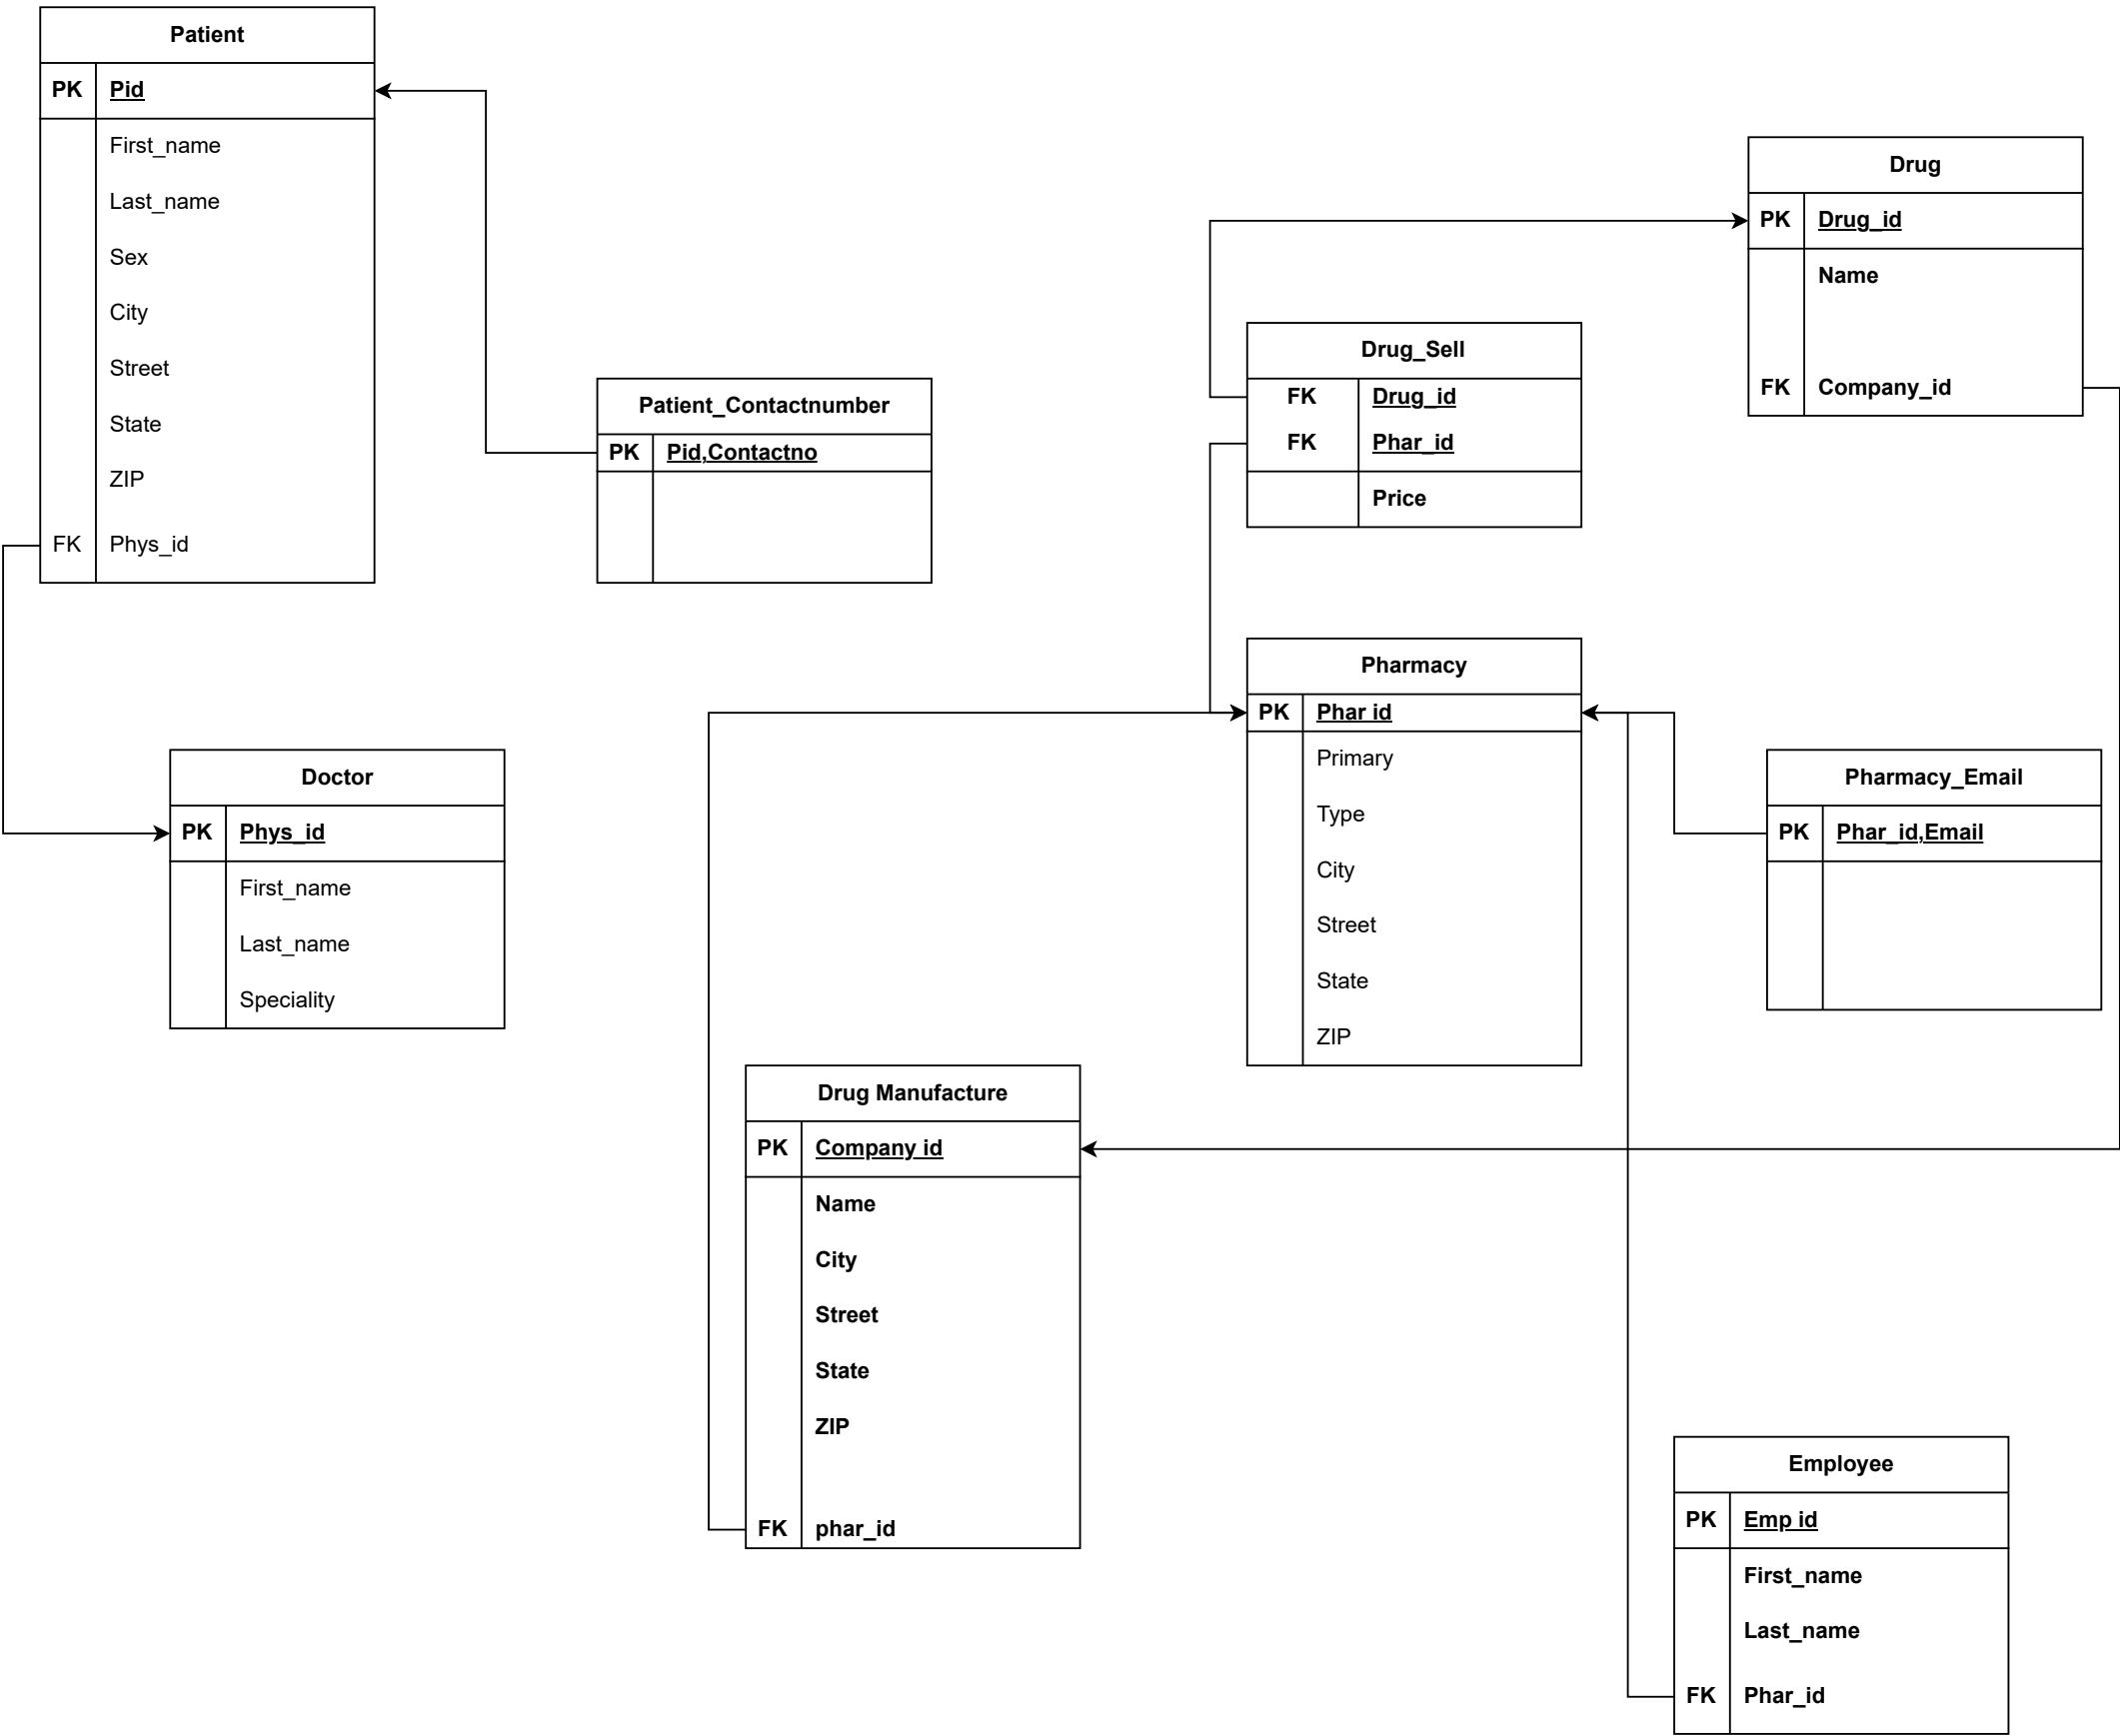 Patient
PK Pid
First_name
Last_name
Sex
City
Street
State
ZIP
FK Phys_id
Patient_Contactnumber
PK Pid,Contactno
Doctor
PK Phys_id
First_name
Last_name
Speciality
Drug_Sell
FK Drug_id
FK Phar_id
Price
Drug
PK Drug_id
Name
FK Company_id
Pharmacy
PK Phar id
Primary
Type
City
Street
State
ZIP
Pharmacy_Email
PK Phar_id,Email
Drug Manufacture
PK Company id
Name
City
Street
State
ZIP
FK phar_id
Employee
PK Emp id
First_name
Last_name
FK Phar_id